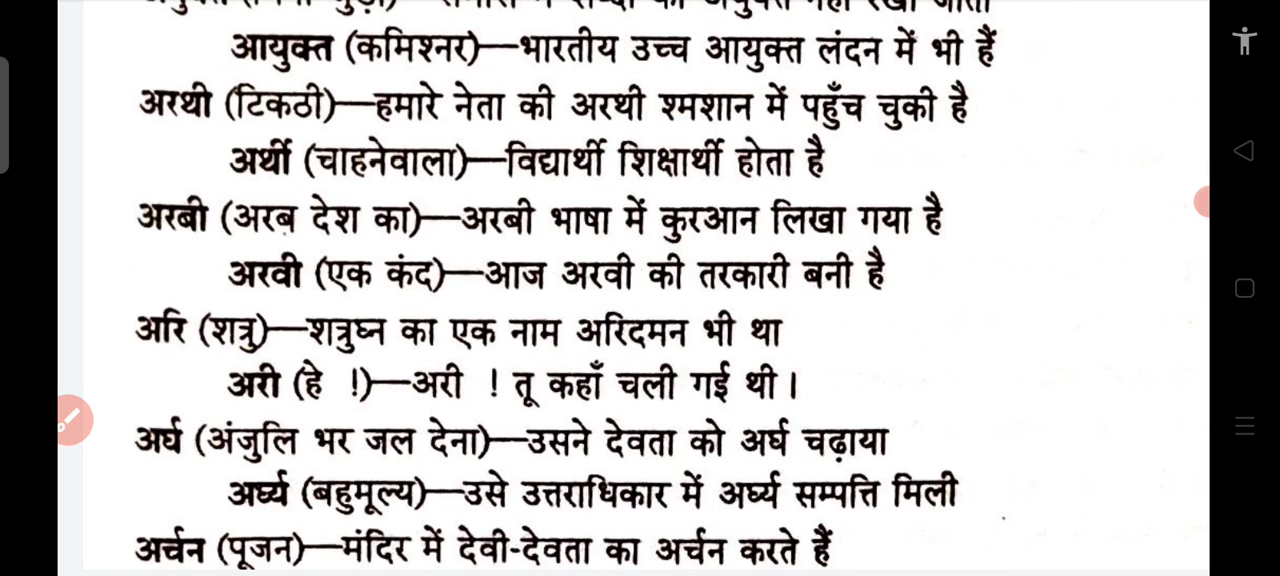 आयुक्त (कमिश्नर)—भारतीय उच्च आयुक्त लंदन में भी हैं
अरथी (टिकठी)—हमारे नेता की अरथी श्मशान में पहुँच चुकी है
अर्थी (चाहनेवाला)—विद्यार्थी शिक्षार्थी होता है
अरबी (अरब देश का)—अरबी भाषा में कुरआन लिखा गया है
अरवी (एक कंद)—आज अरवी की तरकारी बनी है
अरि (शत्रु)—शत्रुघ्न का एक नाम अरिदमन भी था
अरी (हे !)—अरी ! तू कहाँ चली गई थी ।
अर्घ (अंजुलि भर जल देना)—उसने देवता को अर्घ चढ़ाया
अर्घ्य (बहुमूल्य)—उसे उत्तराधिकार में अर्घ्य सम्पत्ति मिली
अर्चन (पूजन)—मंदिर में देवी-देवता का अर्चन करते हैं